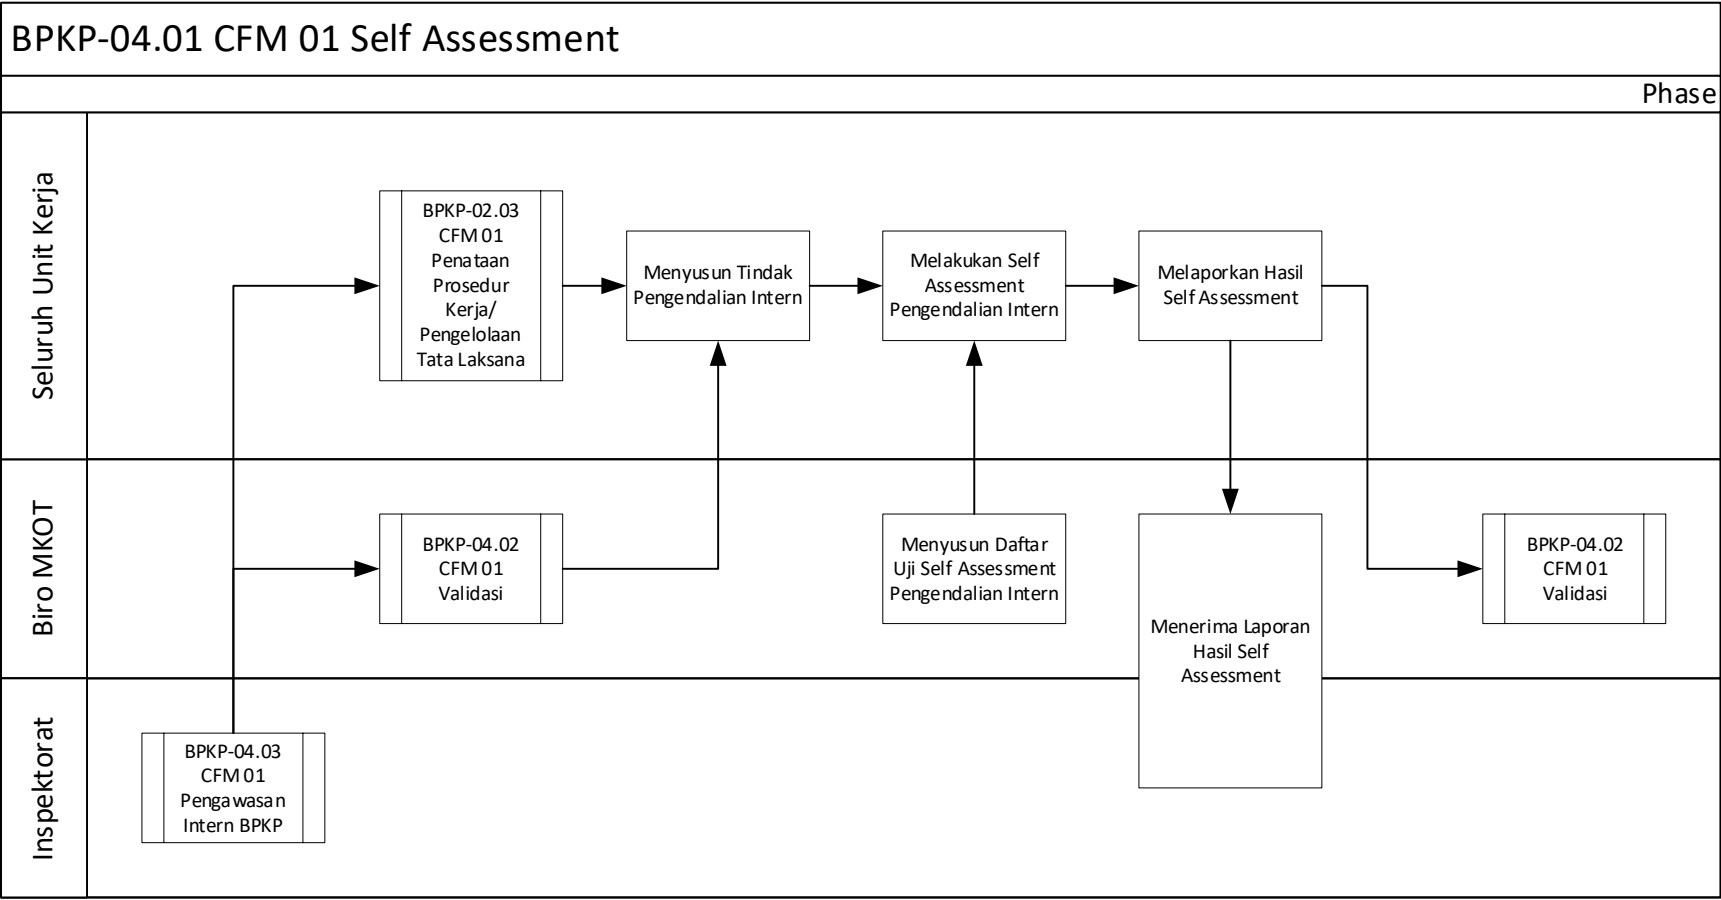 BPKP-04.01 CFM 01 Self Assessment
Phase
Seluruh Unit Kerja
BPKP-02.03
CFM 01
Penataan
Prosedur
Kerja/
Pengelolaan
Tata Laksana
Menyusun Tindak
Pengendalian Intern
Melakukan Self
Assessment
Pengendalian Intern
Melaporkan Hasil
Self Assessment
Biro MKOT
BPKP-04.02
CFM 01
Validasi
Menyusun Daftar
Uji Self Assessment
Pengendalian Intern
Menerima Laporan
Hasil Self
Assessment
BPKP-04.02
CFM 01
Validasi
Inspektorat
BPKP-04.03
CFM 01
Pengawasan
Intern BPKP